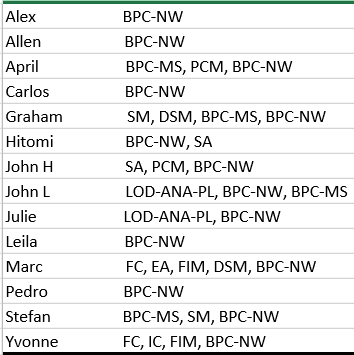 Alex BPC-NW
Allen BPC-NW
April BPC-MS, PCM, BPC-NW
Carlos BPC-NW
Graham SM, DSM, BPC-MS, BPC-NW
Hitomi BPC-NW, SA
John H SA, PCM, BPC-NW
John L LOD-ANA-PL, BPC-NW, BPC-MS
Julie LOD-ANA-PL, BPC-NW
Leila BPC-NW
Marc FC, EA, FIM, DSM, BPC-NW
Pedro BPC-NW
Stefan BPC-MS, SM, BPC-NW
Yvonne FC, IC, FIM, BPC-NW